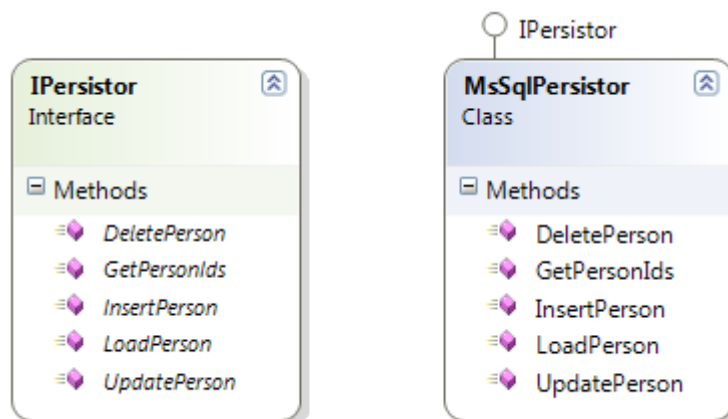 IPersistor
IPersistor
Interface
Methods
DeletePerson
GetPersonIds
InsertPerson
LoadPerson
UpdatePerson
MsSqlPersistor
Class
Methods
DeletePerson
GetPersonIds
InsertPerson
LoadPerson
UpdatePerson